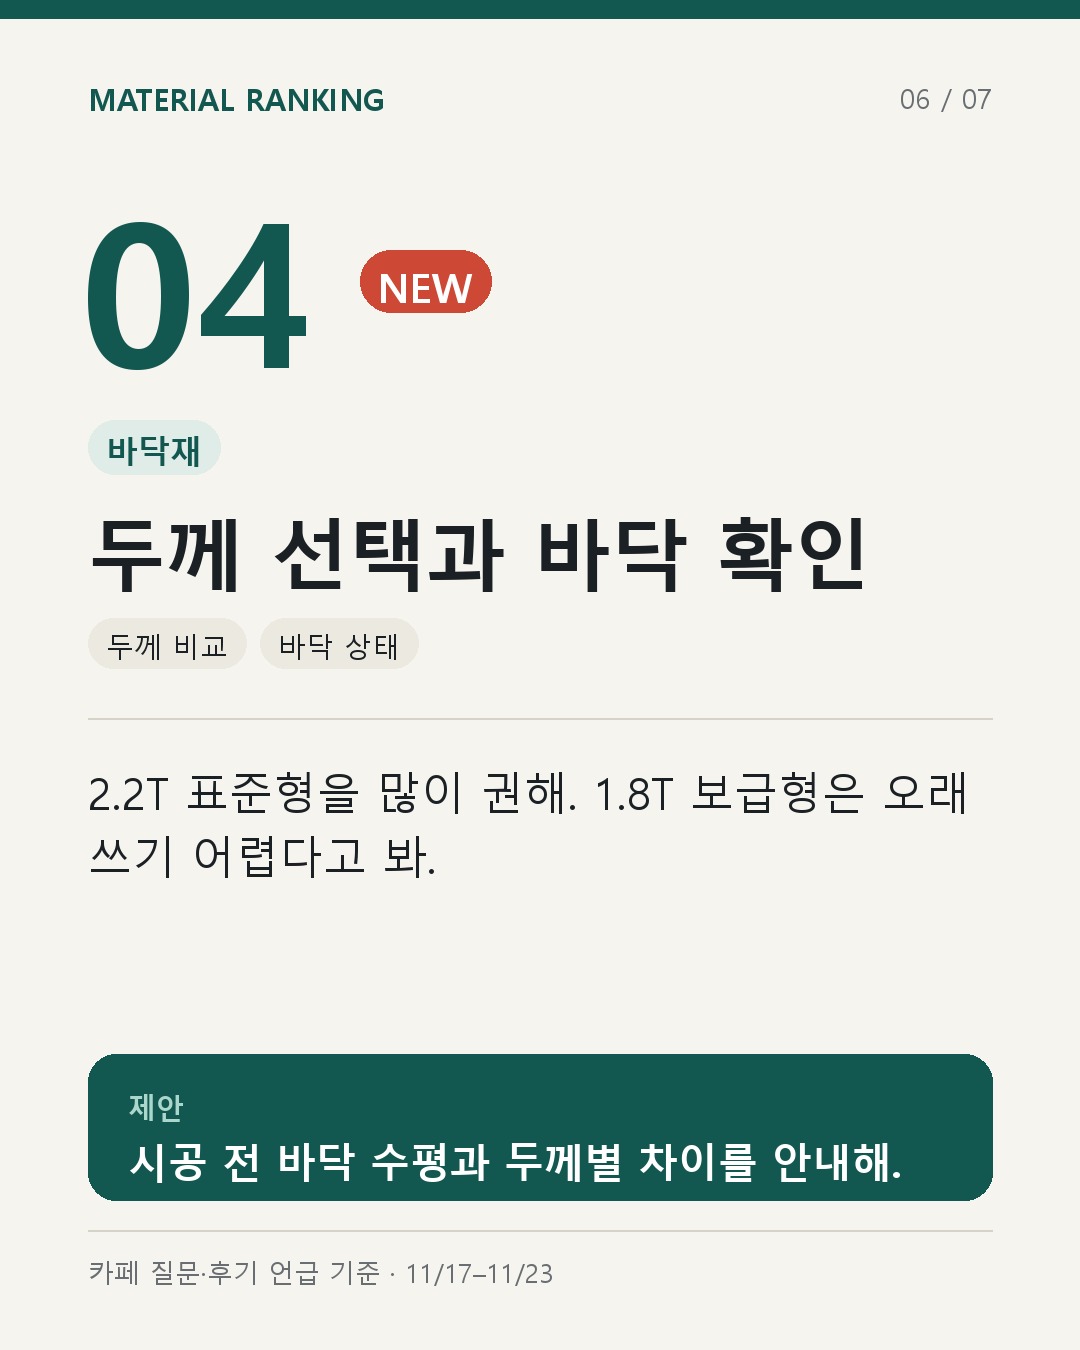 MATERIAL RANKING
06 / 07
04
NEW
바닥재
두께 선택과 바닥 확인
두께 비교
바닥 상태
2.2T 표준형을 많이 권해. 1.8T 보급형은 오래
쓰기 어렵다고 봐.
제안
시공 전 바닥 수평과 두께별 차이를 안내해.
카페 질문·후기 언급 기준 · 11/17–11/23